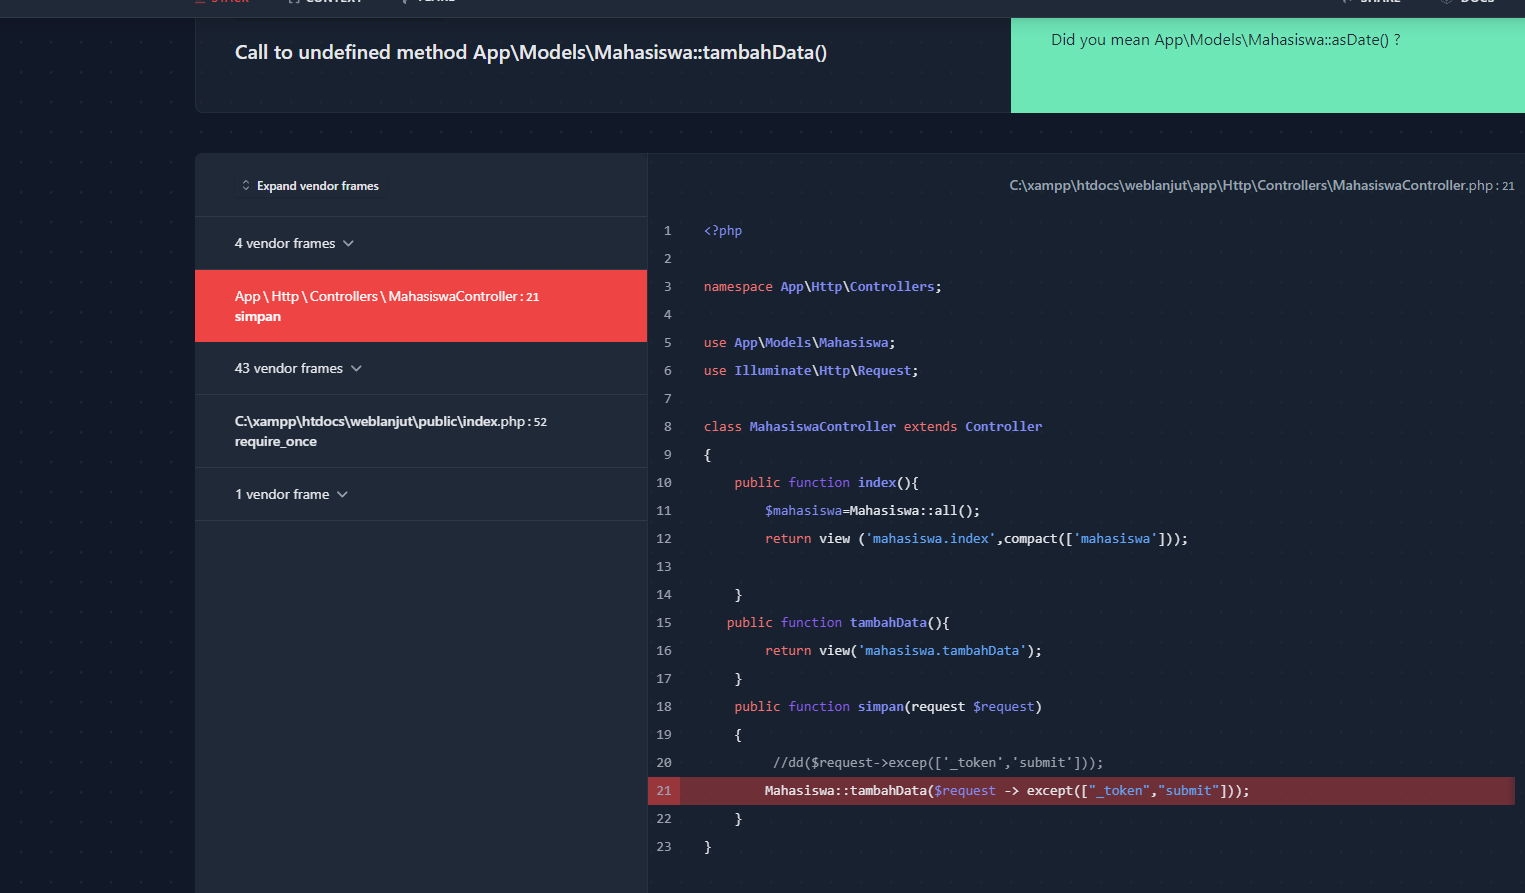 STACK CONTEXT FLARE SHARE DOCS
Call to undefined method App\Models\Mahasiswa::tambahData()
Did you mean App\Models\Mahasiswa::asDate() ?
Expand vendor frames
4 vendor frames
App \ Http \ Controllers \ MahasiswaController : 21
simpan
43 vendor frames
C:\xampp\htdocs\weblanjut\public\index.php : 52
require_once
1 vendor frame
C:\xampp\htdocs\weblanjut\app\Http\Controllers\MahasiswaController.php : 21
1 <?php
2
3 namespace App\Http\Controllers;
4
5 use App\Models\Mahasiswa;
6 use Illuminate\Http\Request;
7
8 class MahasiswaController extends Controller
9 {
10 public function index(){
11 $mahasiswa=Mahasiswa::all();
12 return view ('mahasiswa.index',compact(['mahasiswa']));
13
14 }
15 public function tambahData(){
16 return view('mahasiswa.tambahData');
17 }
18 public function simpan(request $request)
19 {
20 //dd($request->excep(['_token','submit']));
21 Mahasiswa::tambahData($request -> except(["_token","submit"]));
22 }
23 }